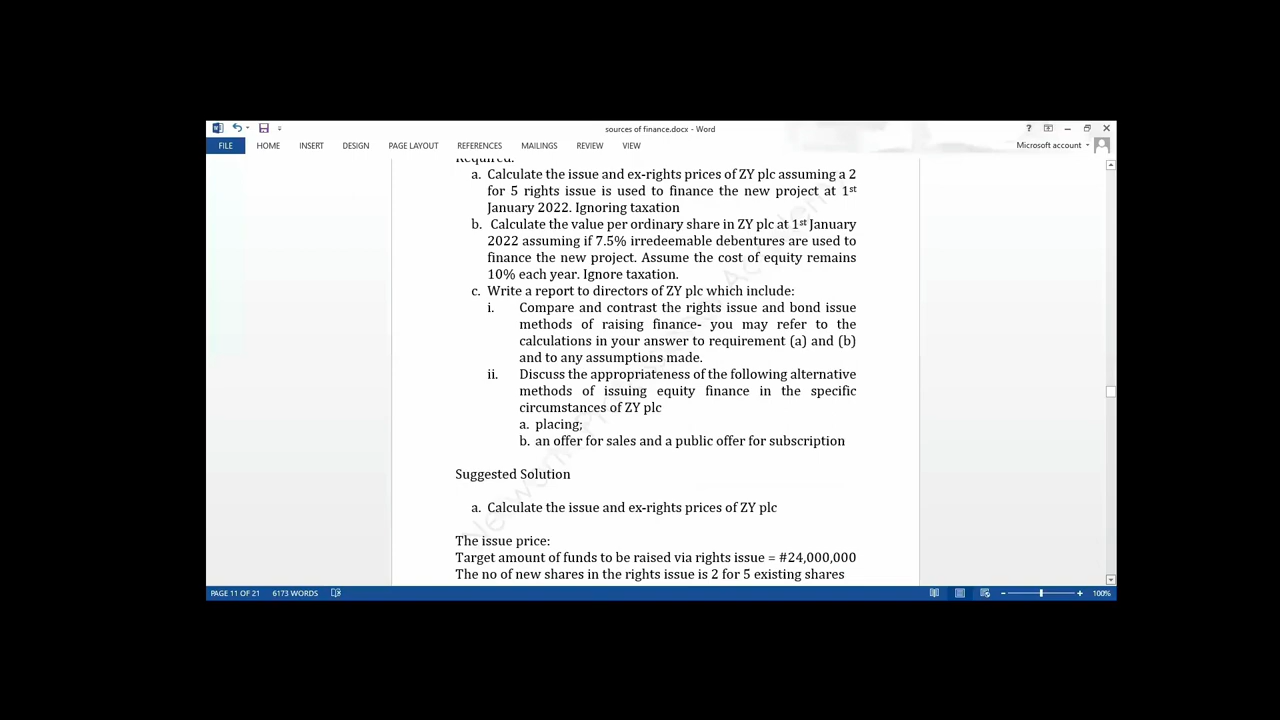 sources of finance.docx - Word
FILE HOME INSERT DESIGN PAGE LAYOUT REFERENCES MAILINGS REVIEW VIEW Microsoft account
Required:
a. Calculate the issue and ex-rights prices of ZY plc assuming a 2
for 5 rights issue is used to finance the new project at 1st
January 2022. Ignoring taxation
b. Calculate the value per ordinary share in ZY plc at 1st January
2022 assuming if 7.5% irredeemable debentures are used to
finance the new project. Assume the cost of equity remains
10% each year. Ignore taxation.
c. Write a report to directors of ZY plc which include:
i. Compare and contrast the rights issue and bond issue
methods of raising finance- you may refer to the
calculations in your answer to requirement (a) and (b)
and to any assumptions made.
ii. Discuss the appropriateness of the following alternative
methods of issuing equity finance in the specific
circumstances of ZY plc
a. placing;
b. an offer for sales and a public offer for subscription
Suggested Solution
a. Calculate the issue and ex-rights prices of ZY plc
The issue price:
Target amount of funds to be raised via rights issue = #24,000,000
The no of new shares in the rights issue is 2 for 5 existing shares
PAGE 11 OF 21 6173 WORDS 100%